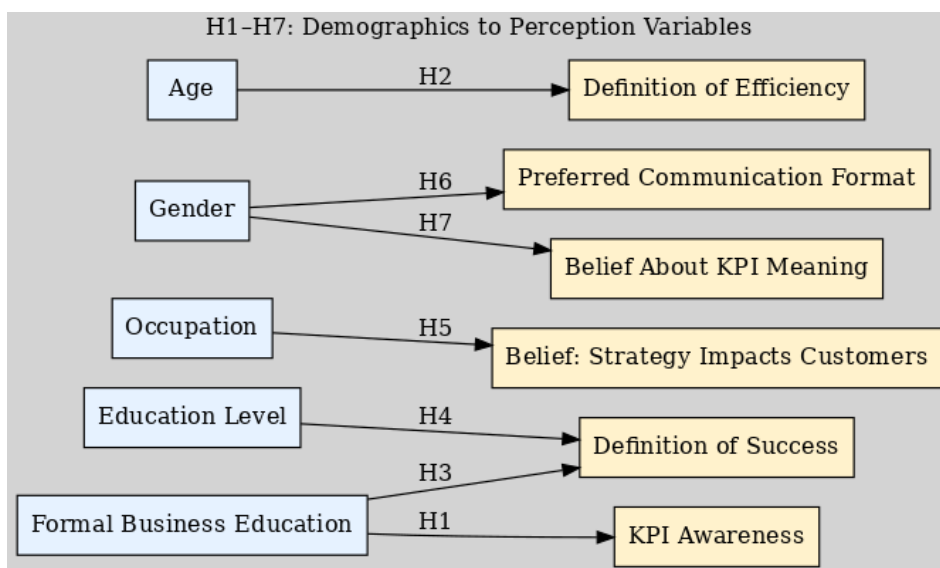 H1–H7: Demographics to Perception Variables
Age
H2
Definition of Efficiency
Gender
H6
Preferred Communication Format
H7
Belief About KPI Meaning
Occupation
H5
Belief: Strategy Impacts Customers
Education Level
H4
Definition of Success
H3
Formal Business Education
H1
KPI Awareness